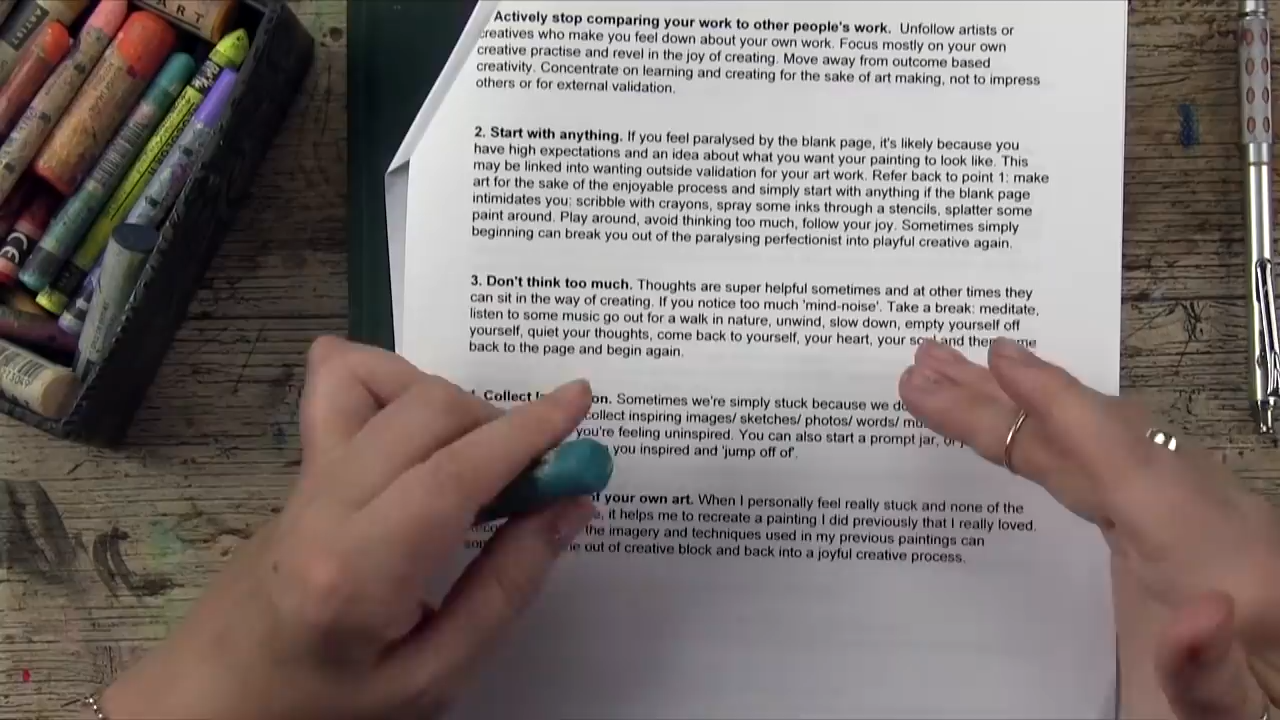 ART
Actively stop comparing your work to other people's work. Unfollow artists or
creatives who make you feel down about your own work. Focus mostly on your own
creative practise and revel in the joy of creating. Move away from outcome based
creativity. Concentrate on learning and creating for the sake of art making, not to impress
others or for external validation.
2. Start with anything. If you feel paralysed by the blank page, it's likely because you
have high expectations and an idea about what you want your painting to look like. This
may be linked into wanting outside validation for your art work. Refer back to point 1: make
art for the sake of the enjoyable process and simply start with anything if the blank page
intimidates you; scribble with crayons, spray some inks through a stencils, splatter some
paint around. Play around, avoid thinking too much, follow your joy. Sometimes simply
beginning can break you out of the paralysing perfectionist into playful creative again.
3. Don't think too much. Thoughts are super helpful sometimes and at other times they
can sit in the way of creating. If you notice too much 'mind-noise'. Take a break: meditate,
listen to some music go out for a walk in nature, unwind, slow down, empty yourself off
yourself, quiet your thoughts, come back to yourself, your heart, your and
back to the page and begin again.
Collect Sometimes we're simply stuck because we
collect inspiring images/ sketches/ photos/ words/
you're feeling uninspired. You can also start a prompt jar,
you inspired and 'jump off of'.
your own art. When I personally feel really stuck and none of the
it helps me to recreate a painting I did previously that I really loved.
the imagery and techniques used in my previous paintings can
out of creative block and back into a joyful creative process.